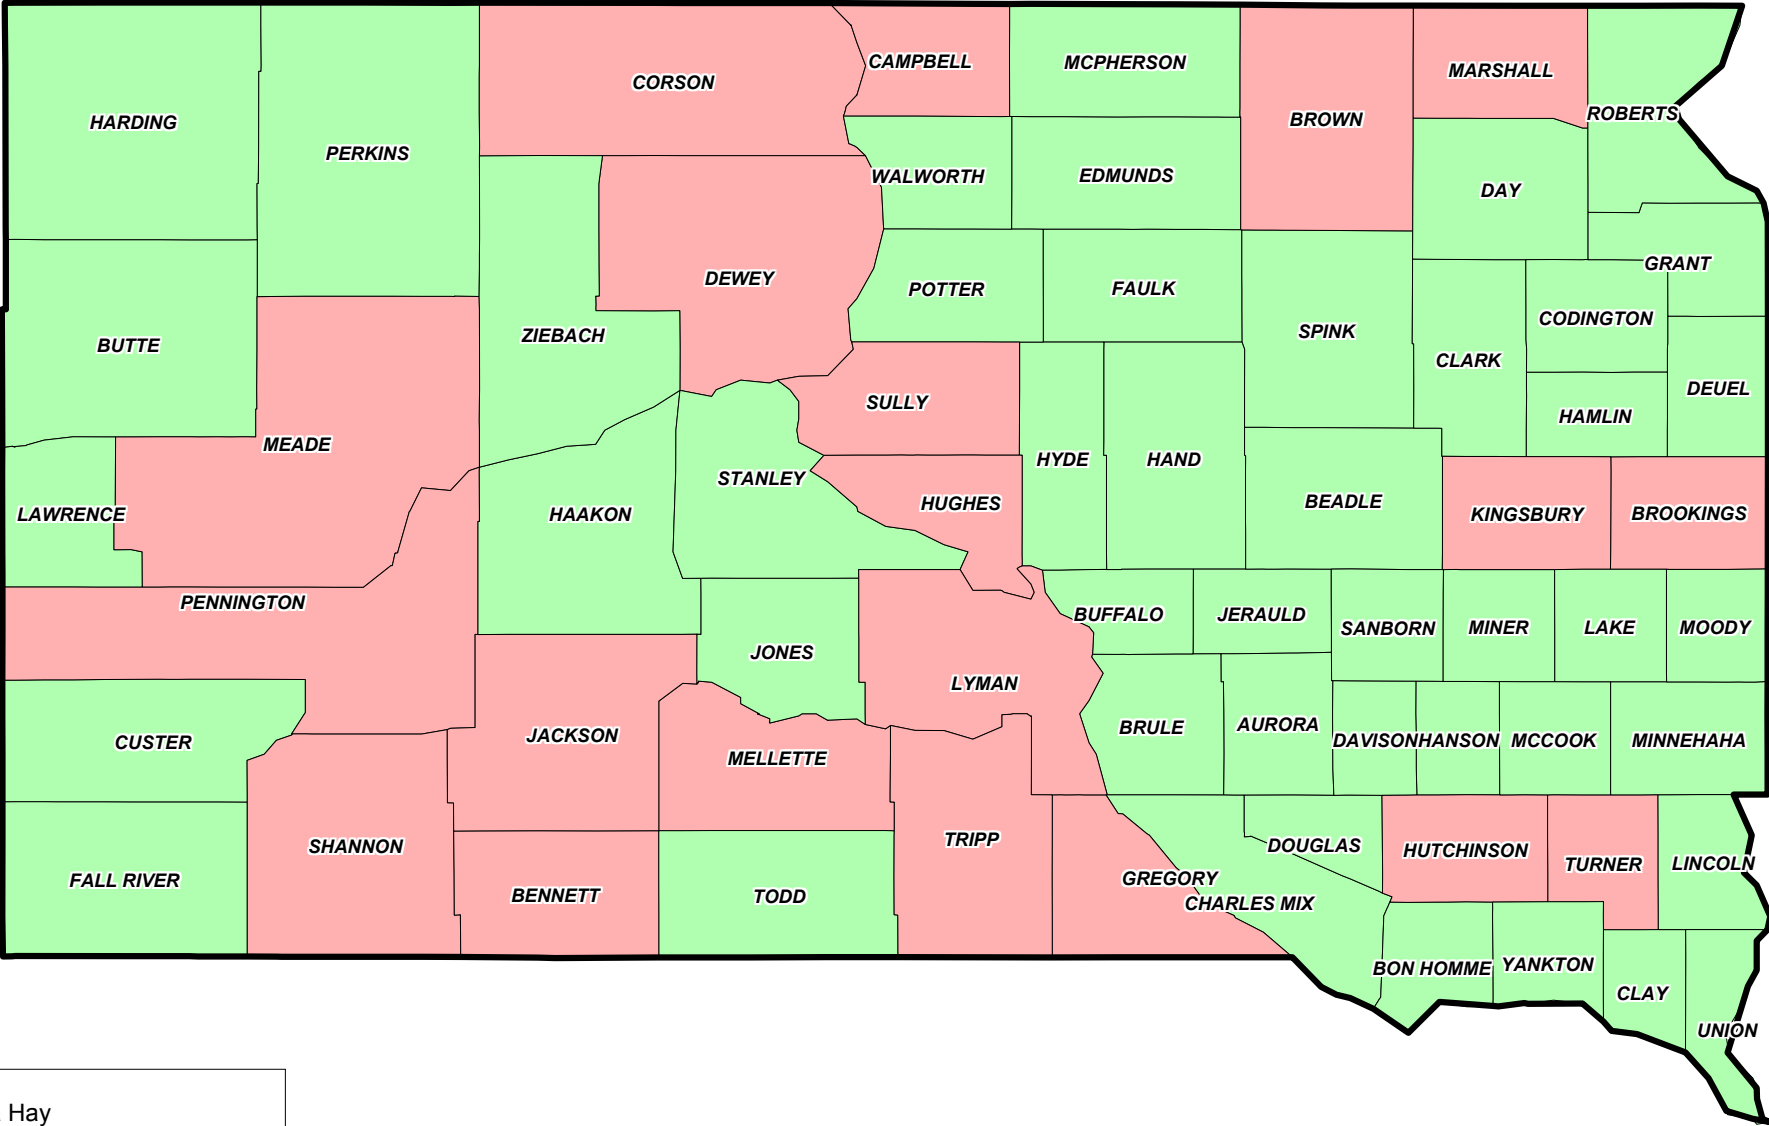 HARDING
PERKINS
CORSON
CAMPBELL
MCPHERSON
BROWN
MARSHALL
ROBERTS
WALWORTH
EDMUNDS
DAY
BUTTE
ZIEBACH
DEWEY
POTTER
FAULK
SPINK
CLARK
CODINGTON
GRANT
HAMLIN
DEUEL
MEADE
LAWRENCE
HAAKON
STANLEY
SULLY
HUGHES
HYDE
HAND
BEADLE
KINGSBURY
BROOKINGS
PENNINGTON
JONES
LYMAN
BUFFALO
JERAULD
SANBORN
MINER
LAKE
MOODY
CUSTER
JACKSON
MELLETTE
BRULE
AURORA
DAVISON
HANSON
MCCOOK
MINNEHAHA
FALL RIVER
SHANNON
BENNETT
TODD
TRIPP
GREGORY
CHARLES MIX
DOUGLAS
HUTCHINSON
TURNER
LINCOLN
BON HOMME
YANKTON
CLAY
UNION
Hay